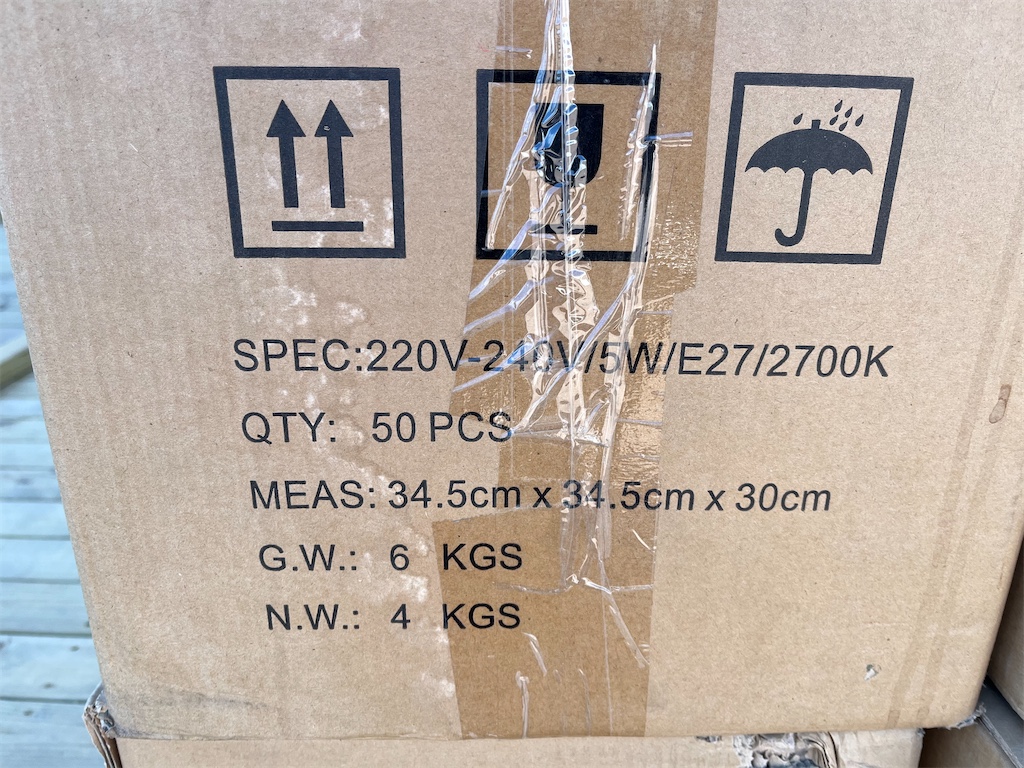 SPEC:220V-240V/5W/E27/2700K
QTY: 50 PCS
MEAS: 34.5cm x 34.5cm x 30cm
G.W.: 6 KGS
N.W.: 4 KGS